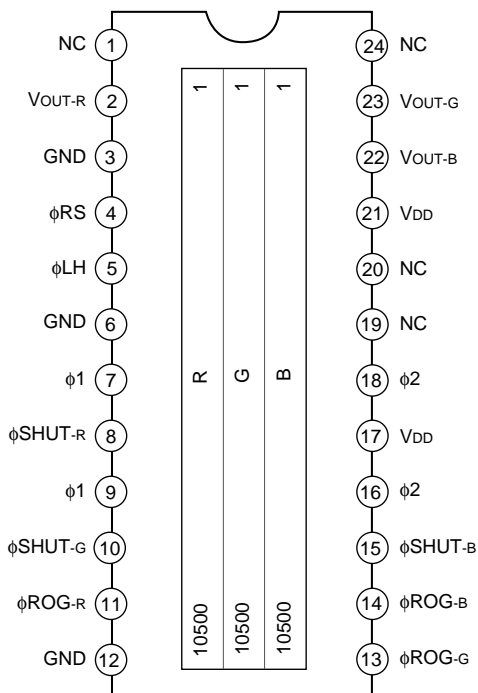 NC 1
VOUT-R 2
GND 3
φRS 4
φLH 5
GND 6
φ1 7
φSHUT-R 8
φ1 9
φSHUT-G 10
φROG-R 11
GND 12
1 1 1
R G B
10500 10500 10500
24 NC
23 VOUT-G
22 VOUT-B
21 VDD
20 NC
19 NC
18 φ2
17 VDD
16 φ2
15 φSHUT-B
14 φROG-B
13 φROG-G